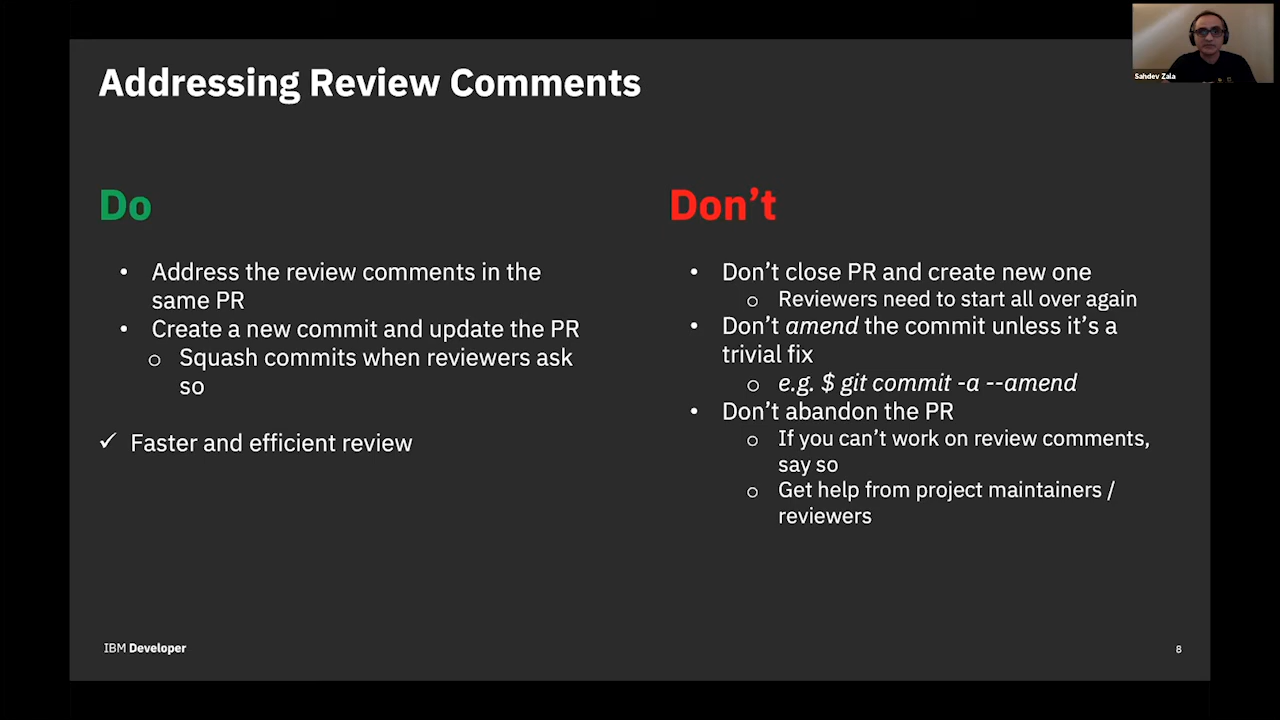 Sahdev Zala
Addressing Review Comments
Do
• Address the review comments in the
same PR
• Create a new commit and update the PR
o Squash commits when reviewers ask
so
✓ Faster and efficient review
Don’t
• Don’t close PR and create new one
o Reviewers need to start all over again
• Don’t amend the commit unless it’s a
trivial fix
o e.g. $ git commit -a --amend
• Don’t abandon the PR
o If you can’t work on review comments,
say so
o Get help from project maintainers /
reviewers
IBM Developer
8